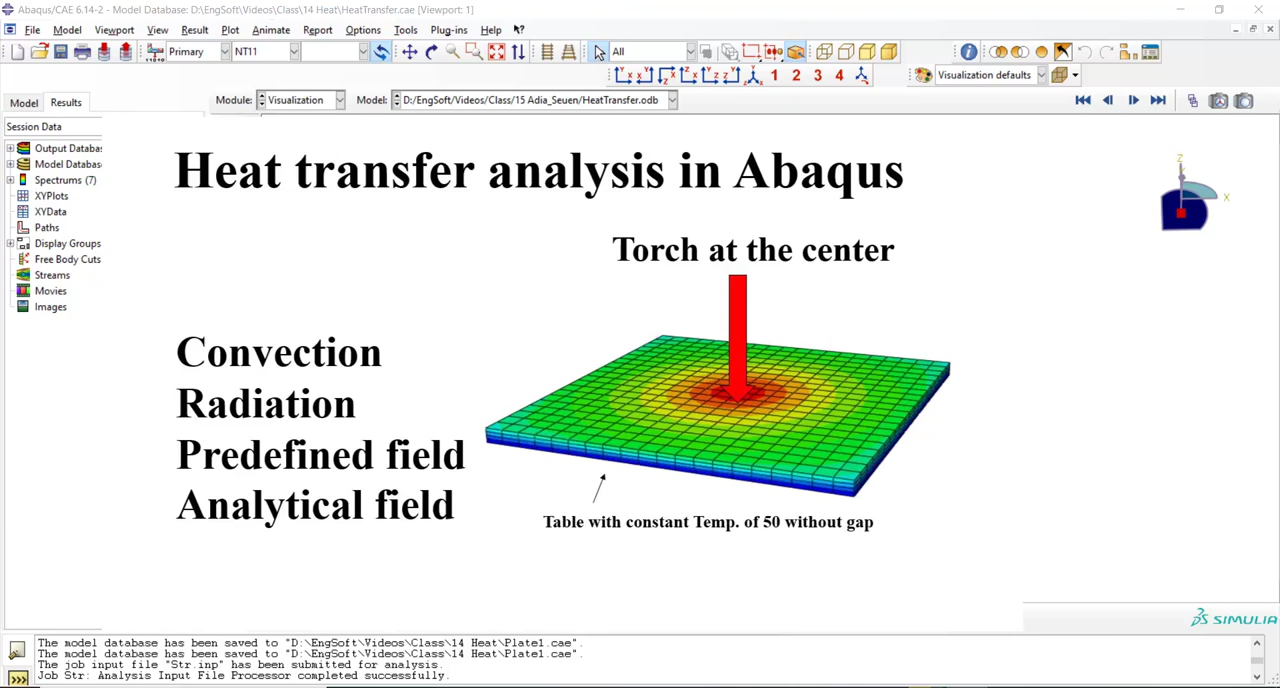 Abaqus/CAE 6.14-2 - Model Database: D:\EngSoft\Videos\Class\14 Heat\HeatTransfer.cae [Viewport: 1]
File Model Viewport View Result Plot Animate Report Options Tools Plug-ins Help
Primary NT11 All
1 2 3 4 Visualization defaults
Model Results Module: Visualization Model: D:/EngSoft/Videos/Class/15 Adia_Seuen/HeatTransfer.odb
Session Data
Output Databas
Model Database
Spectrums (7)
XYPlots
XYData
Paths
Display Groups
Free Body Cuts
Streams
Movies
Images
Heat transfer analysis in Abaqus
Z
X
Torch at the center
Convection
Radiation
Predefined field
Analytical field
Table with constant Temp. of 50 without gap
SIMULIA
The model database has been saved to "D:\EngSoft\Videos\Class\14 Heat\Plate1.cae".
The model database has been saved to "D:\EngSoft\Videos\Class\14 Heat\Plate1.cae".
The job input file "Str.inp" has been submitted for analysis.
Job Str: Analysis Input File Processor completed successfully.
>>>